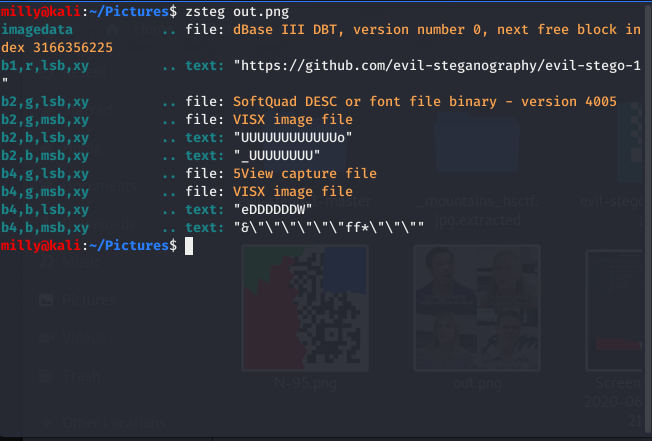 milly@kali:~/Pictures$ zsteg out.png
imagedata .. file: dBase III DBT, version number 0, next free block in
dex 3166356225
b1,r,lsb,xy .. text: "https://github.com/evil-steganography/evil-stego-1
"
b2,g,lsb,xy .. file: SoftQuad DESC or font file binary - version 4005
b2,g,msb,xy .. file: VISX image file
b2,b,lsb,xy .. text: "UUUUUUUUUUUUo"
b2,b,msb,xy .. text: "_UUUUUUUU"
b4,g,lsb,xy .. file: 5View capture file
b4,g,msb,xy .. file: VISX image file
b4,b,lsb,xy .. text: "eDDDDDDW"
b4,b,msb,xy .. text: "&\"\"\"\"\"\"ff*\"\"\""
milly@kali:~/Pictures$
-master
_mountains_hsctf.
jpg.extracted
evil-steg
Pictures
N-95.png
out.png
Screen
2020-06
21
Other Locations